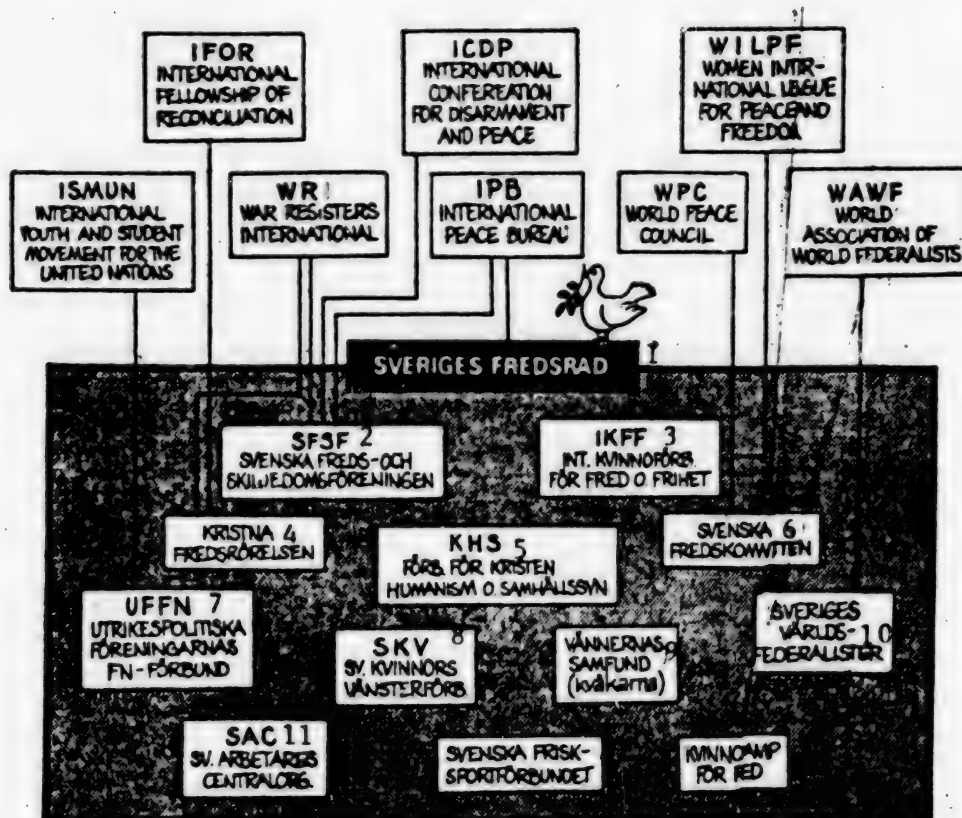 IFOR
INTERNATIONAL
FELLOWSHIP OF
RECONCILIATION
ICDP
INTERNATIONAL
CONFEREATION
FOR DISARMAMENT
AND PEACE
WILPF
WOMEN INTER-
NATIONAL LEAGUE
FOR PEACE AND
FREEDOM
ISMUN
INTERNATIONAL
YOUTH AND STUDENT
MOVEMENT FOR THE
UNITED NATIONS
WRI
WAR REGISTERS
INTERNATIONAL
IPB
INTERNATIONAL
PEACE BUREAU
WPC
WORLD PEACE
COUNCIL
WAWF
WORLD
ASSOCIATION OF
WORLD FEDERALISTS
SVERIGES FREDSRAD 1
SFSF 2
SVENSKA FREDS-OCH
SKILJEDOMSFÖRENINGEN
IKFF 3
INT. KVINNOFÖRB.
FÖR FRED O. FRIHET
KRISTNA 4
FREDSRÖRELSEN
KHS 5
FÖRB. FÖR KRISTEN
HUMANISM O. SAMHÄLLSSYN
SVENSKA 6
FREDSKOMMITTEN
UFFN 7
UTRIKESPOLITISKA
FÖRENINGARNAS
FN-FÖRBUND
SKV 8
SV. KVINNORS
VÄNSTERFÖRB.
VÄNNERNAS
SAMFUND 9
(kväkarna)
SVERIGES
VÄRLDS- 10
FEDERALISTER
SAC 11
SV. ARBETARES
CENTRALORG.
SVENSKA FRISK-
SPORTFÖRBUNDET
FÖR